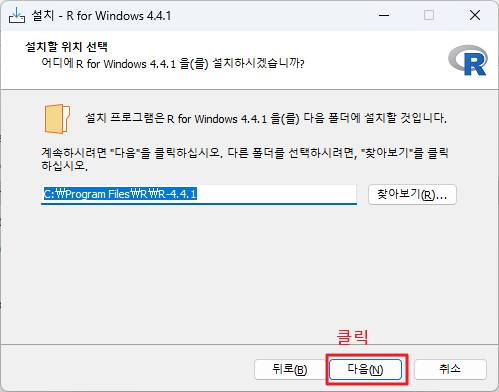 설치 - R for Windows 4.4.1
설치할 위치 선택
어디에 R for Windows 4.4.1 을(를) 설치하시겠습니까?
R
설치 프로그램은 R for Windows 4.4.1 을(를) 다음 폴더에 설치할 것입니다.
계속하시려면 "다음"을 클릭하십시오. 다른 폴더를 선택하시려면, "찾아보기"를 클릭
하십시오.
C:₩Program Files₩R₩R-4.4.1
찾아보기(R)...
클릭
뒤로(B)
다음(N)
취소